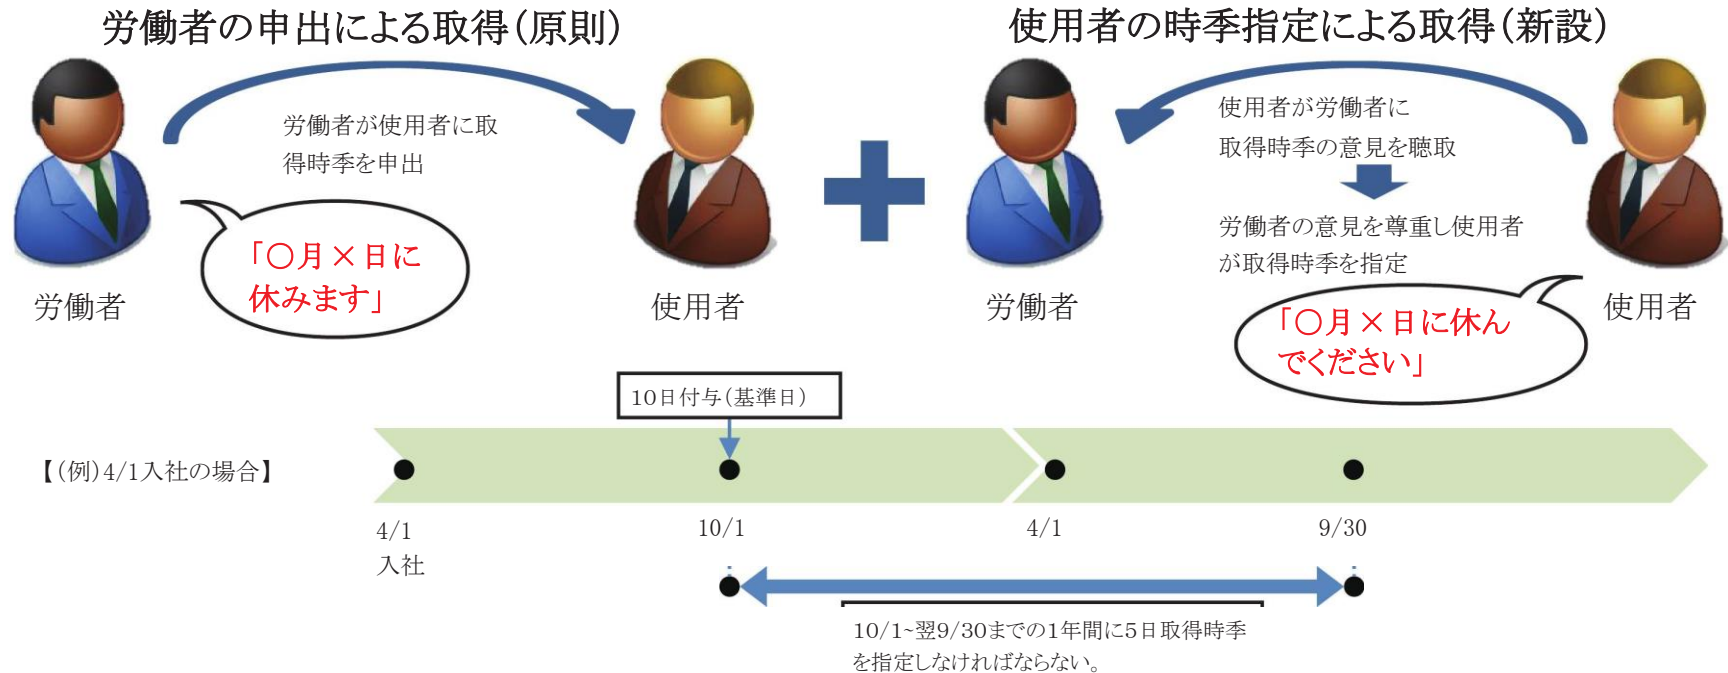 労働者の申出による取得(原則)
労働者が使用者に取
得時季を申出
「〇月×日に
休みます」
労働者
使用者
使用者の時季指定による取得(新設)
使用者が労働者に
取得時季の意見を聴取
労働者の意見を尊重し使用者
が取得時季を指定
「〇月×日に休ん
でください」
労働者
使用者
10日付与(基準日)
【(例)4/1入社の場合】
4/1
入社
10/1
4/1
9/30
10/1~翌9/30までの1年間に5日取得時季
を指定しなければならない。